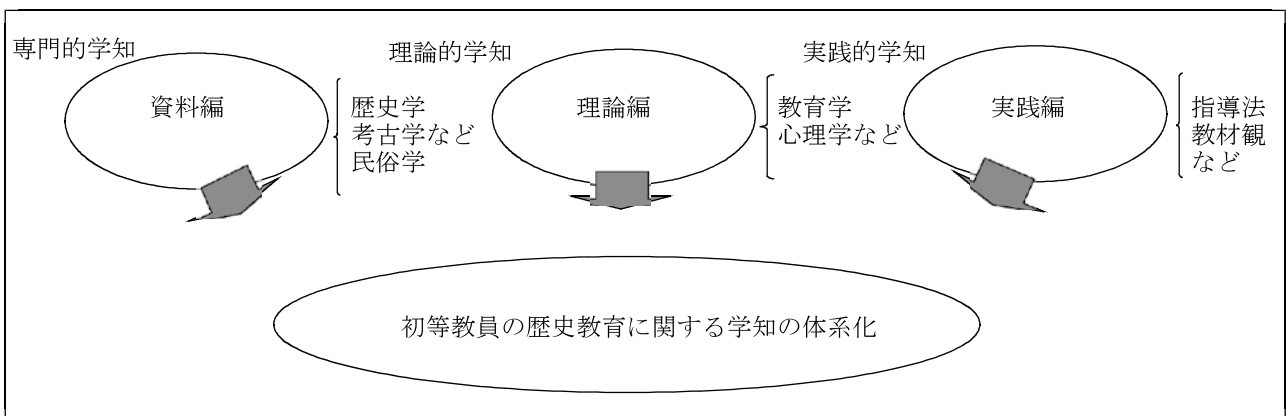 専門的学知
資料編
歴史学
考古学など
民俗学
理論的学知
理論編
教育学
心理学など
実践的学知
実践編
指導法
教材観
など
初等教員の歴史教育に関する学知の体系化